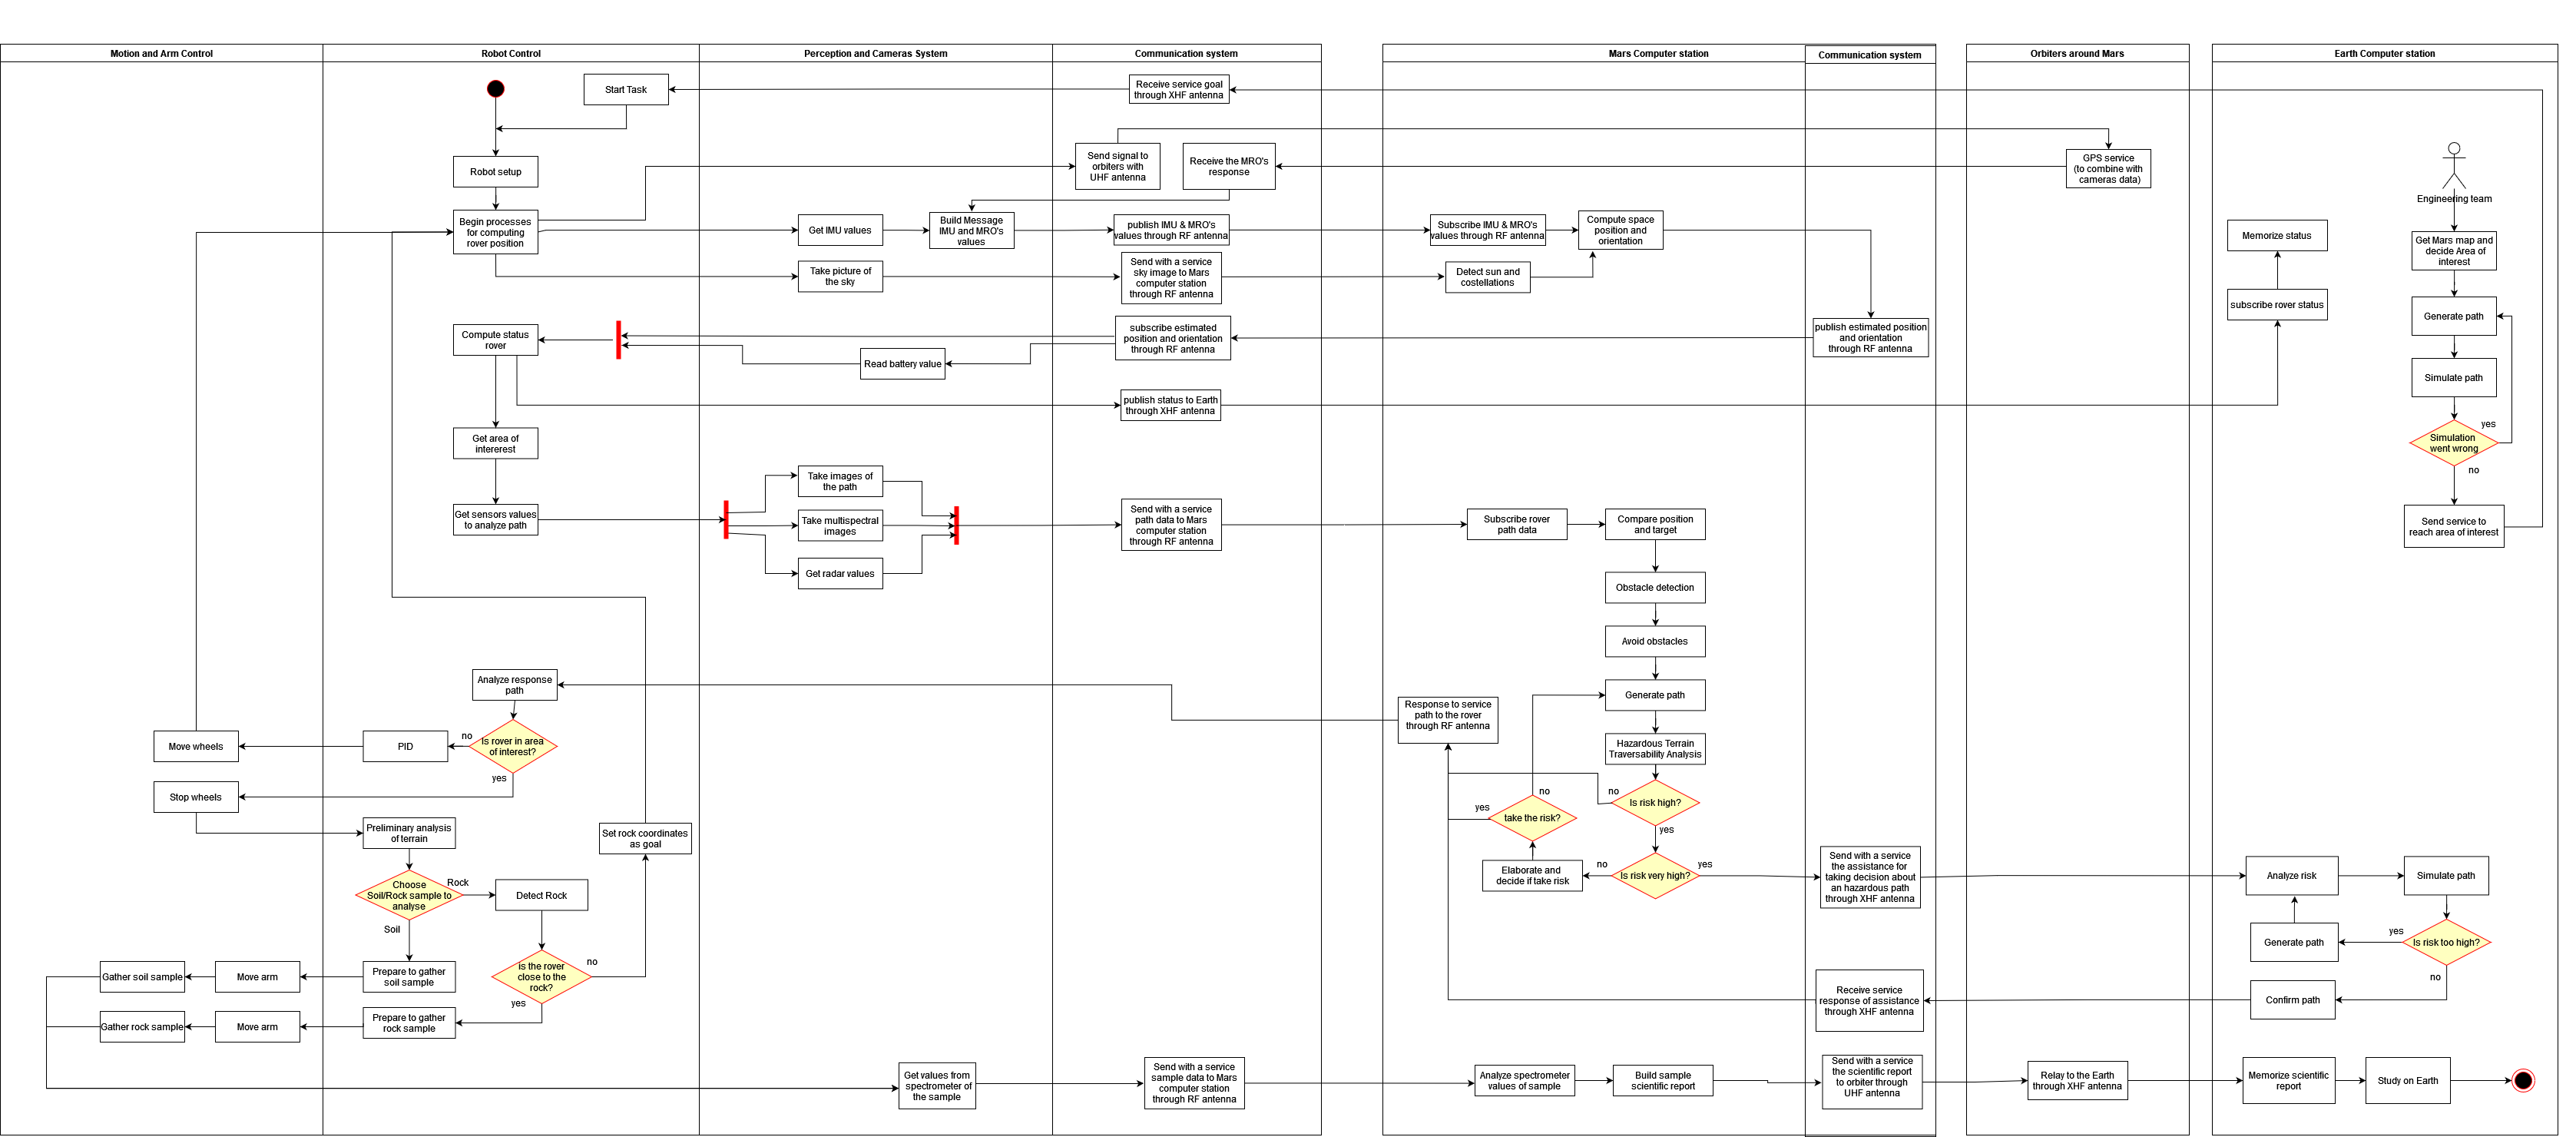 Motion and Arm Control
Robot Control
Perception and Cameras System
Communication system
Mars Computer station
Communication system
Orbiters around Mars
Earth Computer station
Start Task
Receive service goal
through XHF antenna
Robot setup
Send signal to
orbiters with
UHF antenna
Receive the MRO's
response
GPS service
(to combine with
cameras data)
Engineering team
Begin processes
for computing
rover position
Get IMU values
Build Message
IMU and MRO's
values
publish IMU & MRO's
values through RF antenna
Subscribe IMU & MRO's
values through RF antenna
Compute space
position and
orientation
Memorize status
Get Mars map and
decide Area of
interest
Take picture of
the sky
Send with a service
sky image to Mars
computer station
through RF antenna
Detect sun and
costellations
subscribe rover status
Generate path
Compute status
rover
subscribe estimated
position and orientation
through RF antenna
Read battery value
publish estimated position
and orientation
through RF antenna
Simulate path
publish status to Earth
through XHF antenna
yes
Simulation
went wrong
no
Get area of
intererest
Get sensors values
to analyze path
Take images of
the path
Take multispectral
images
Get radar values
Send with a service
path data to Mars
computer station
through RF antenna
Subscribe rover
path data
Compare position
and target
Send service to
reach area of interest
Obstacle detection
Avoid obstacles
Generate path
Analyze response
path
Response to service
path to the rover
through RF antenna
Hazardous Terrain
Traversability Analysis
Move wheels
PID
no
Is rover in area
of interest?
yes
Stop wheels
no
no
Is risk high?
yes
take the risk?
yes
Preliminary analysis
of terrain
Set rock coordinates
as goal
Elaborate and
decide if take risk
no
Is risk very high?
yes
Send with a service
the assistance for
taking decision about
an hazardous path
through XHF antenna
Analyze risk
Simulate path
Choose
Soil/Rock sample to
analyse
Rock
Detect Rock
Soil
Generate path
yes
Is risk too high?
no
is the rover
close to the
rock?
no
yes
Gather soil sample
Move arm
Prepare to gather
soil sample
Gather rock sample
Move arm
Prepare to gather
rock sample
Receive service
response of assistance
through XHF antenna
Confirm path
Get values from
spectrometer of
the sample
Send with a service
sample data to Mars
computer station
through RF antenna
Analyze spectrometer
values of sample
Build sample
scientific report
Send with a service
the scientific report
to orbiter through
UHF antenna
Relay to the Earth
through XHF antenna
Memorize scientific
report
Study on Earth